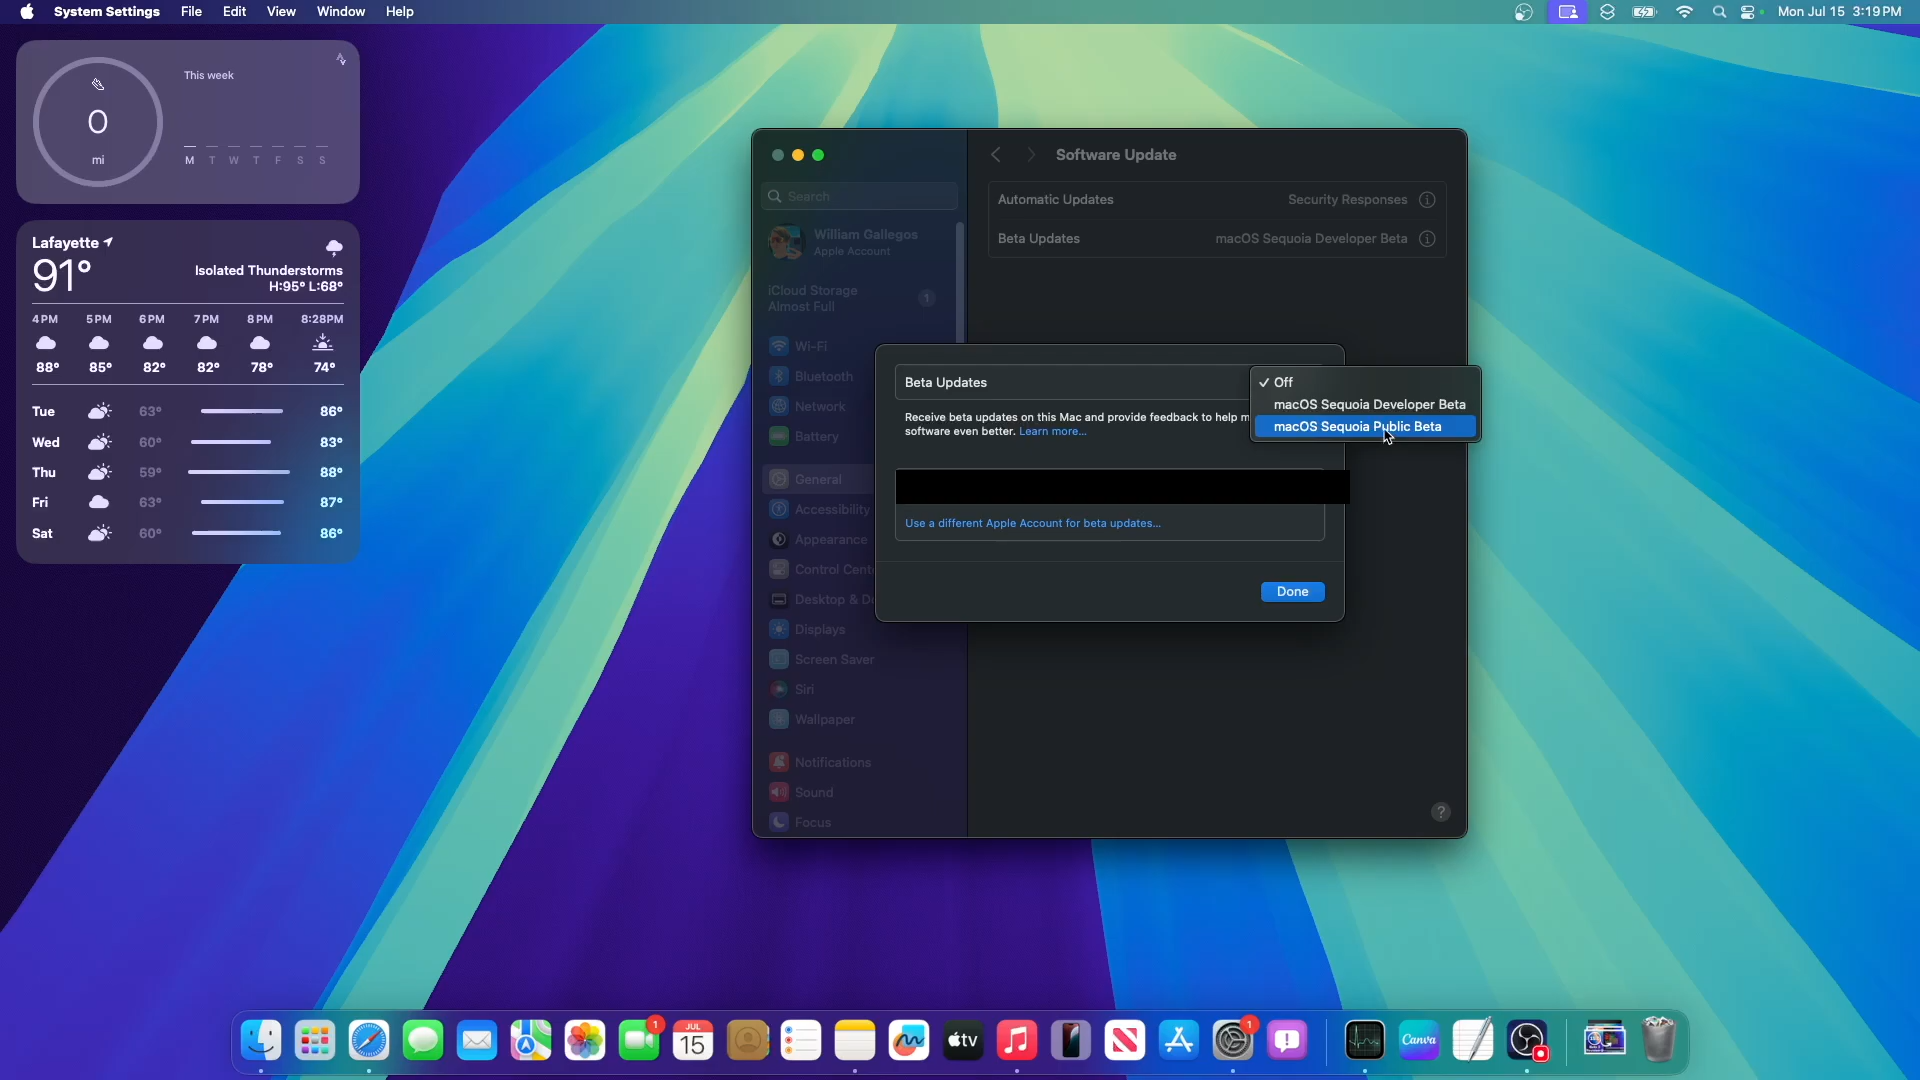 System Settings File Edit View Window Help
Mon Jul 15 3:19 PM
This week
0
mi
M T W T F S S
Lafayette
91°
Isolated Thunderstorms
H:95° L:68°
4PM 5PM 6PM 7PM 8PM 8:28PM
88° 85° 82° 82° 78° 74°
Tue 63° 86°
Wed 60° 83°
Thu 59° 88°
Fri 63° 87°
Sat 60° 86°
Search
William Gallegos
Apple Account
iCloud Storage
Almost Full
1
Wi-Fi
Bluetooth
Network
Battery
General
Accessibility
Appearance
Control Cent
Desktop & D
Displays
Screen Saver
Siri
Wallpaper
Notifications
Sound
Focus
Software Update
Automatic Updates Security Responses
Beta Updates macOS Sequoia Developer Beta
Beta Updates
✓ Off
macOS Sequoia Developer Beta
macOS Sequoia Public Beta
Receive beta updates on this Mac and provide feedback to help m
software even better. Learn more...
Use a different Apple Account for beta updates...
Done
?
1
JUL
15
tv
1
Canva